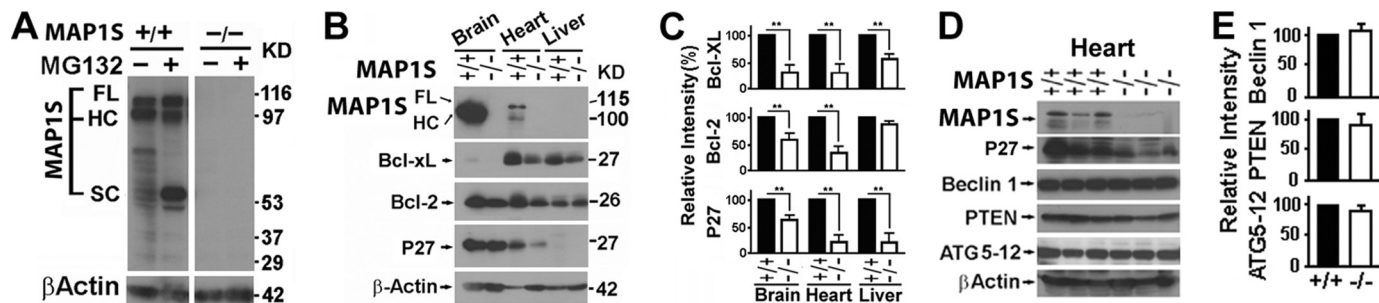 A
MAP1S +/+ -/-
KD
MG132 - + - +
MAP1S
FL
HC
SC
116
97
53
37
29
βActin
42
B
Brain Heart Liver
MAP1S +/+ -/- +/+ -/- +/+ -/-
KD
MAP1S FL
HC
115
100
Bcl-xL 27
Bcl-2 26
P27 27
β-Actin 42
C
Relative Intensity(%)
Bcl-XL
100
50
0
** ** **
Bcl-2
100
50
0
** **
P27
100
50
0
** ** **
+/+ -/- +/+ -/- +/+ -/-
Brain Heart Liver
D
Heart
MAP1S +/+ +/+ +/+ -/- -/- -/-
MAP1S
P27
Beclin 1
PTEN
ATG5-12
βActin
E
Relative Intensity
Beclin 1
100
50
0
PTEN
100
50
0
ATG5-12
100
50
0
+/+ -/-